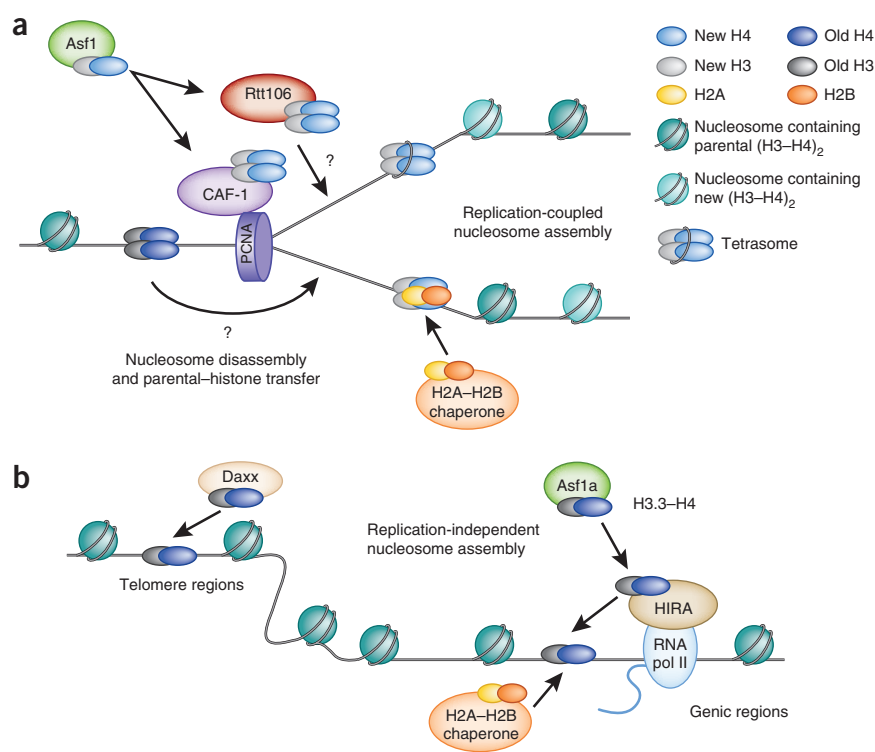 a
Asf1
Rtt106
?
CAF-1
PCNA
Replication-coupled
nucleosome assembly
?
Nucleosome disassembly
and parental–histone transfer
H2A–H2B
chaperone
New H4
Old H4
New H3
Old H3
H2A
H2B
Nucleosome containing
parental (H3–H4)2
Nucleosome containing
new (H3–H4)2
Tetrasome
b
Daxx
Telomere regions
Replication-independent
nucleosome assembly
Asf1a
H3.3–H4
HIRA
RNA
pol II
H2A–H2B
chaperone
Genic regions